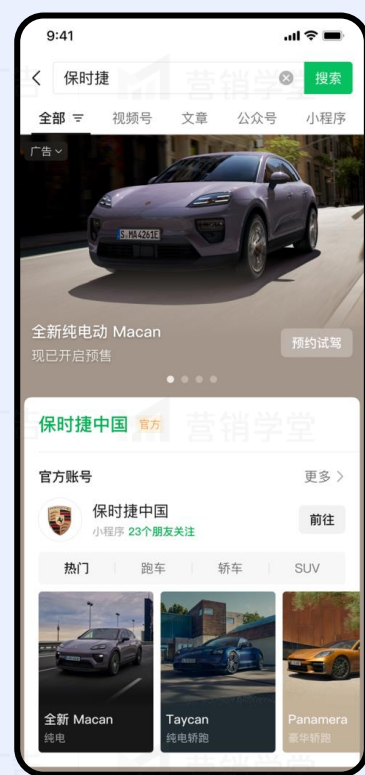 9:41
保时捷
搜索
全部
视频号
文章
公众号
小程序
广告
S·MA4261E
全新纯电动 Macan
现已开启预售
预约试驾
保时捷中国
官方
官方账号
更多
保时捷中国
小程序 23个朋友关注
前往
热门
跑车
轿车
SUV
全新 Macan
纯电
Taycan
纯电轿跑
Panamera
豪华轿跑
营销学堂
营销学堂